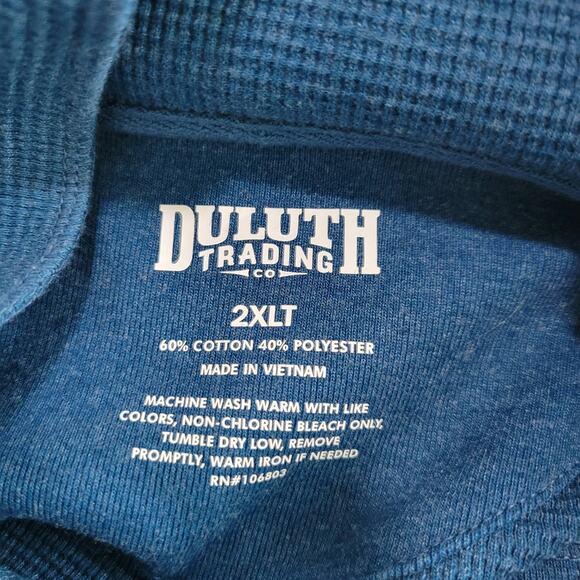 DULUTH
TRADING
CO
2XLT
60% COTTON 40% POLYESTER
MADE IN VIETNAM
MACHINE WASH WARM WITH LIKE
COLORS, NON-CHLORINE BLEACH ONLY,
TUMBLE DRY LOW, REMOVE
PROMPTLY, WARM IRON IF NEEDED
RN#106803